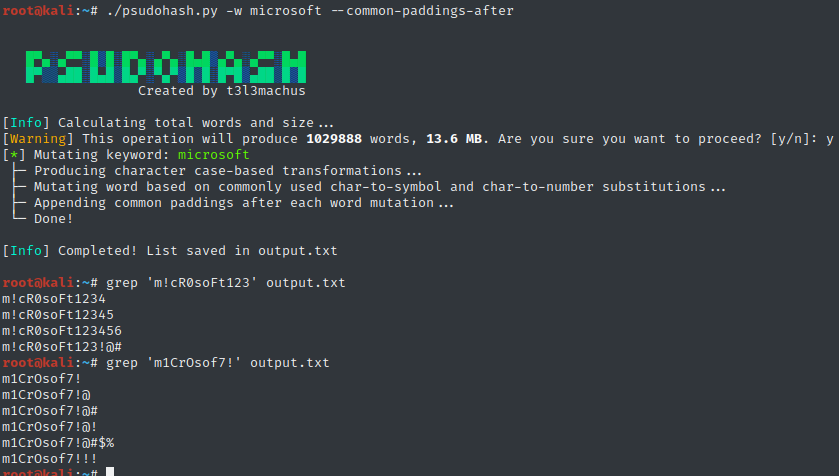 root@kali:~# ./psudohash.py -w microsoft --common-paddings-after
PSUDOHASH
Created by t3l3machus
[Info] Calculating total words and size...
[Warning] This operation will produce 1029888 words, 13.6 MB. Are you sure you want to proceed? [y/n]: y
[*] Mutating keyword: microsoft
├─ Producing character case-based transformations...
├─ Mutating word based on commonly used char-to-symbol and char-to-number substitutions...
├─ Appending common paddings after each word mutation...
└─ Done!
[Info] Completed! List saved in output.txt
root@kali:~# grep 'm!cR0soFt123' output.txt
m!cR0soFt1234
m!cR0soFt12345
m!cR0soFt123456
m!cR0soFt123!@#
root@kali:~# grep 'm1CrOsof7!' output.txt
m1CrOsof7!
m1CrOsof7!@
m1CrOsof7!@#
m1CrOsof7!@!
m1CrOsof7!@#$%
m1CrOsof7!!!
root@kali:~#